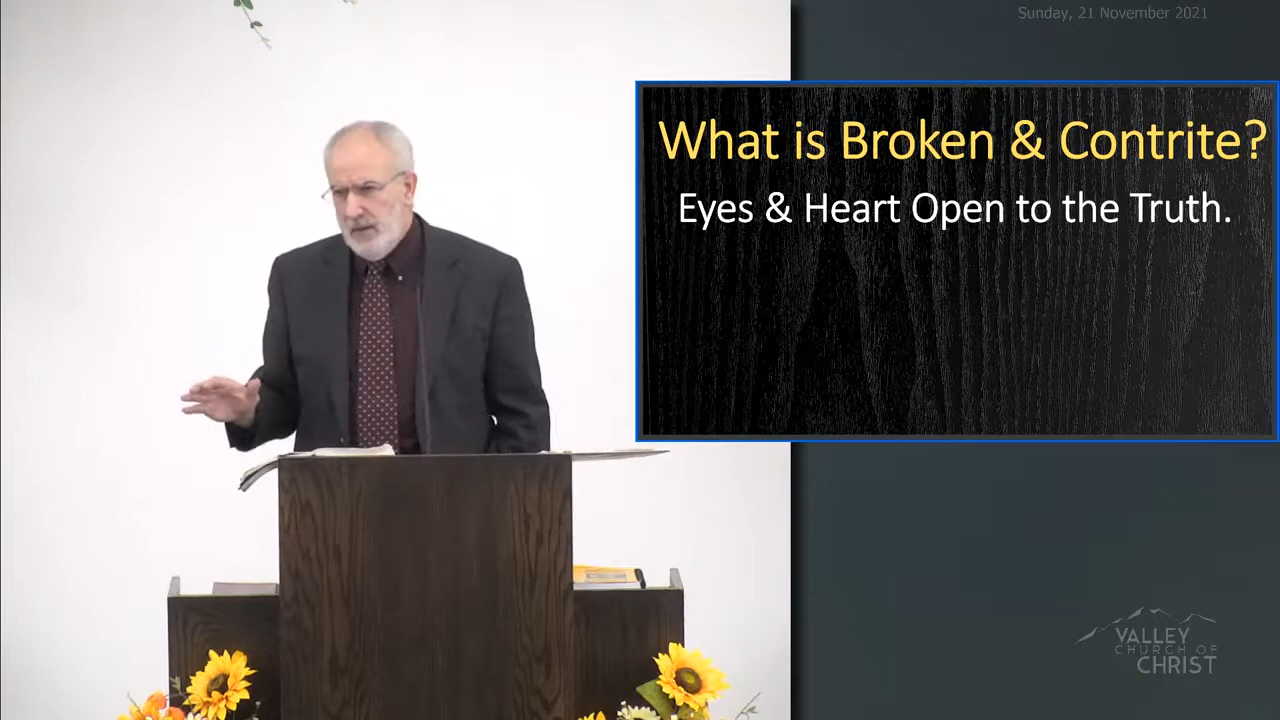 Sunday, 21 November 2021
What is Broken & Contrite?
Eyes & Heart Open to the Truth.
VALLEY
CHURCH OF
CHRIST